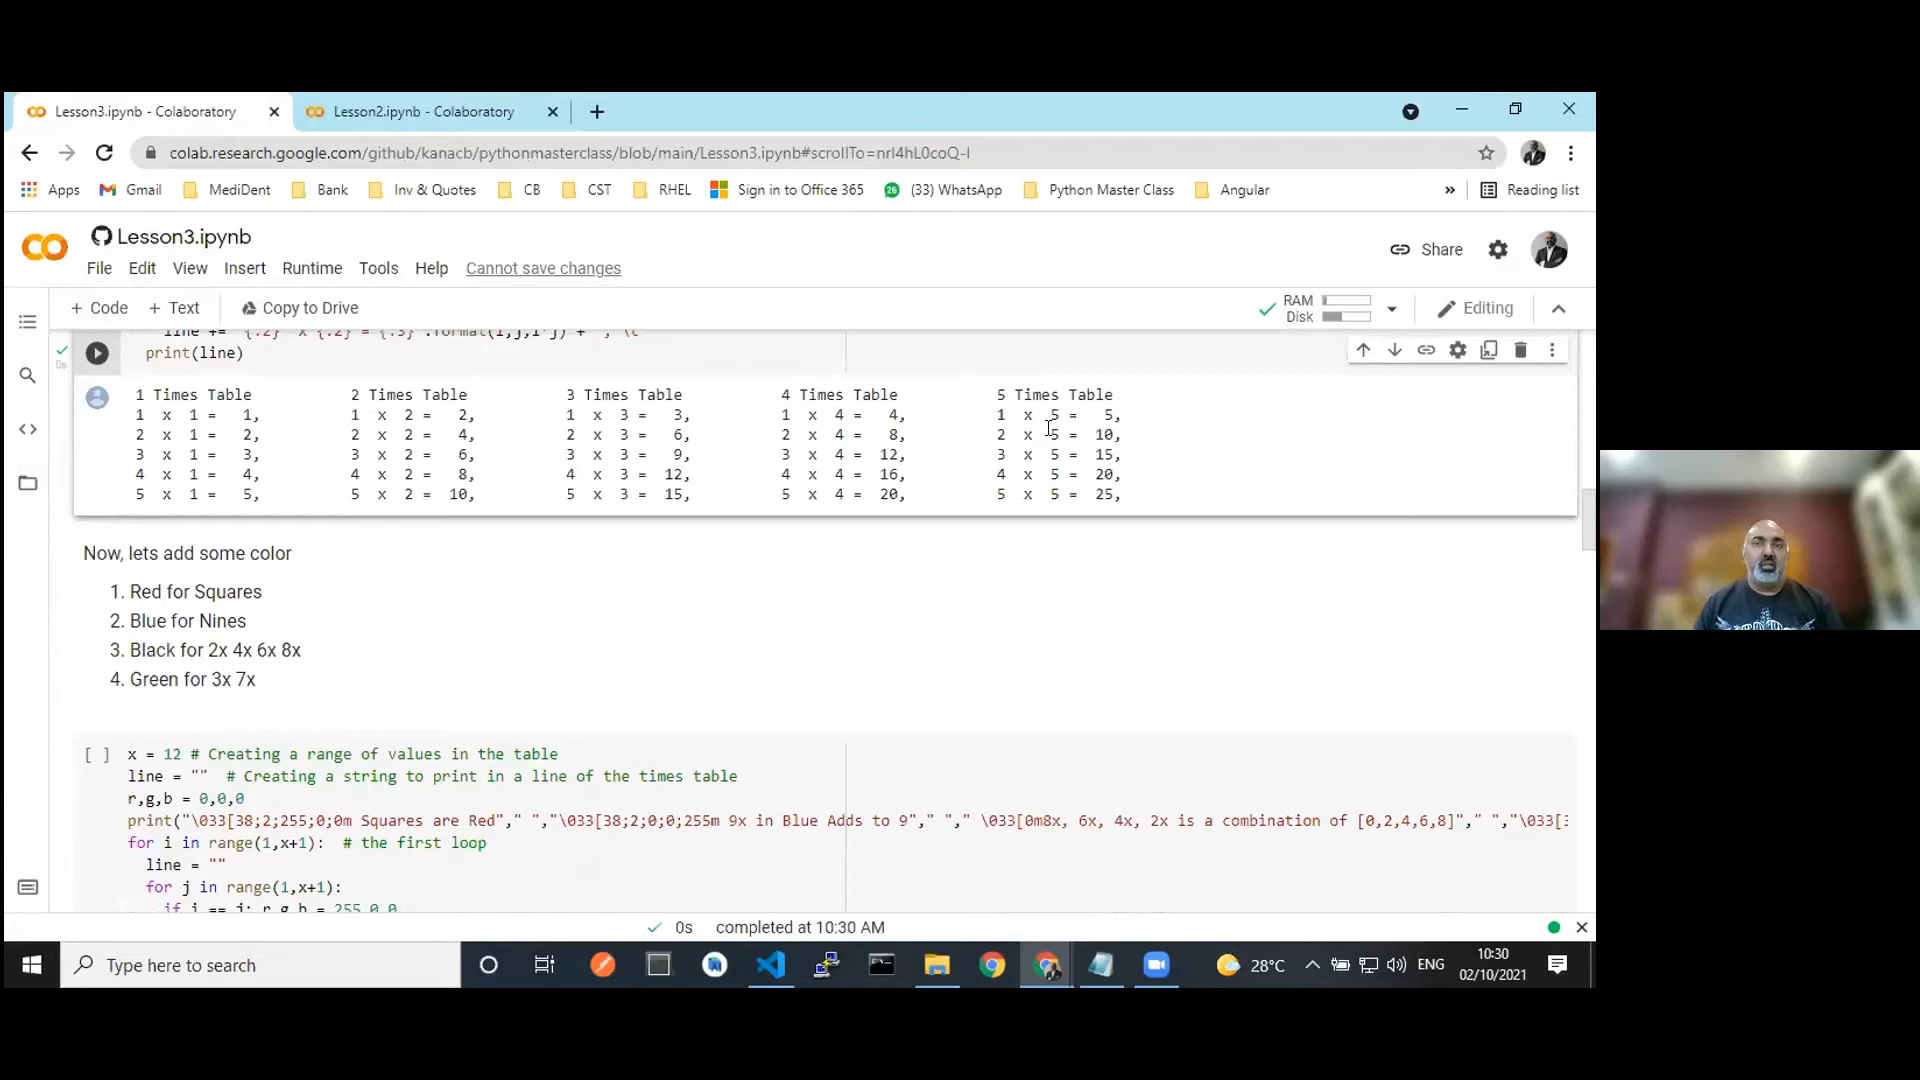 Lesson3.ipynb - Colaboratory
Lesson2.ipynb - Colaboratory
colab.research.google.com/github/kanacb/pythonmasterclass/blob/main/Lesson3.ipynb#scrollTo=nrI4hL0coQ-I
Apps Gmail MediDent Bank Inv & Quotes CB CST RHEL Sign in to Office 365 26 (33) WhatsApp Python Master Class Angular » Reading list
Lesson3.ipynb
Share
File Edit View Insert Runtime Tools Help Cannot save changes
+ Code + Text Copy to Drive
RAM
Disk
Editing
print(line)
0s
1 Times Table 2 Times Table 3 Times Table 4 Times Table 5 Times Table
1 x 1 = 1, 1 x 2 = 2, 1 x 3 = 3, 1 x 4 = 4, 1 x 5 = 5,
2 x 1 = 2, 2 x 2 = 4, 2 x 3 = 6, 2 x 4 = 8, 2 x 5 = 10,
3 x 1 = 3, 3 x 2 = 6, 3 x 3 = 9, 3 x 4 = 12, 3 x 5 = 15,
4 x 1 = 4, 4 x 2 = 8, 4 x 3 = 12, 4 x 4 = 16, 4 x 5 = 20,
5 x 1 = 5, 5 x 2 = 10, 5 x 3 = 15, 5 x 4 = 20, 5 x 5 = 25,
Now, lets add some color
1. Red for Squares
2. Blue for Nines
3. Black for 2x 4x 6x 8x
4. Green for 3x 7x
[ ] x = 12 # Creating a range of values in the table
line = "" # Creating a string to print in a line of the times table
r,g,b = 0,0,0
print("\033[38;2;255;0;0m Squares are Red"," ","\033[38;2;0;0;255m 9x in Blue Adds to 9"," "," \033[0m8x, 6x, 4x, 2x is a combination of [0,2,4,6,8]"," ","\033[3
for i in range(1,x+1): # the first loop
line = ""
for j in range(1,x+1):
if i == j: r,g,b = 255,0,0
0s completed at 10:30 AM
Type here to search
28°C
ENG
10:30
02/10/2021